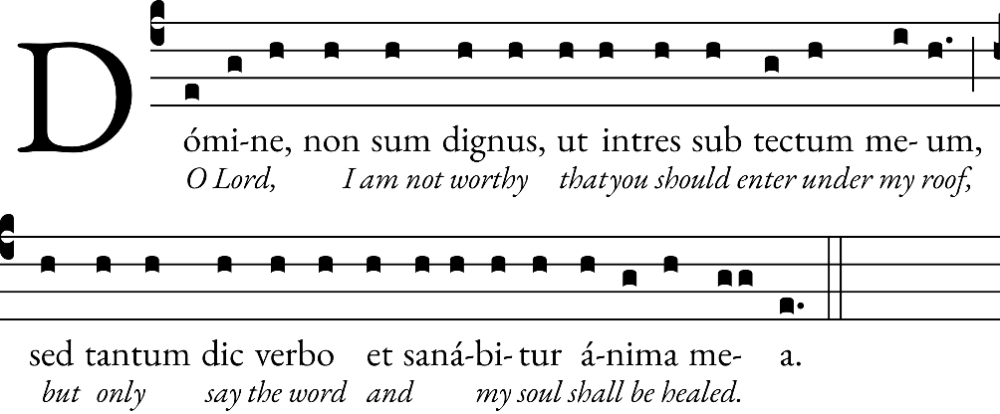 Dómi-ne, non sum dignus, ut intres sub tectum me- um,
O Lord, I am not worthy that you should enter under my roof,
sed tantum dic verbo et saná-bi-tur á-nima me- a.
but only say the word and my soul shall be healed.